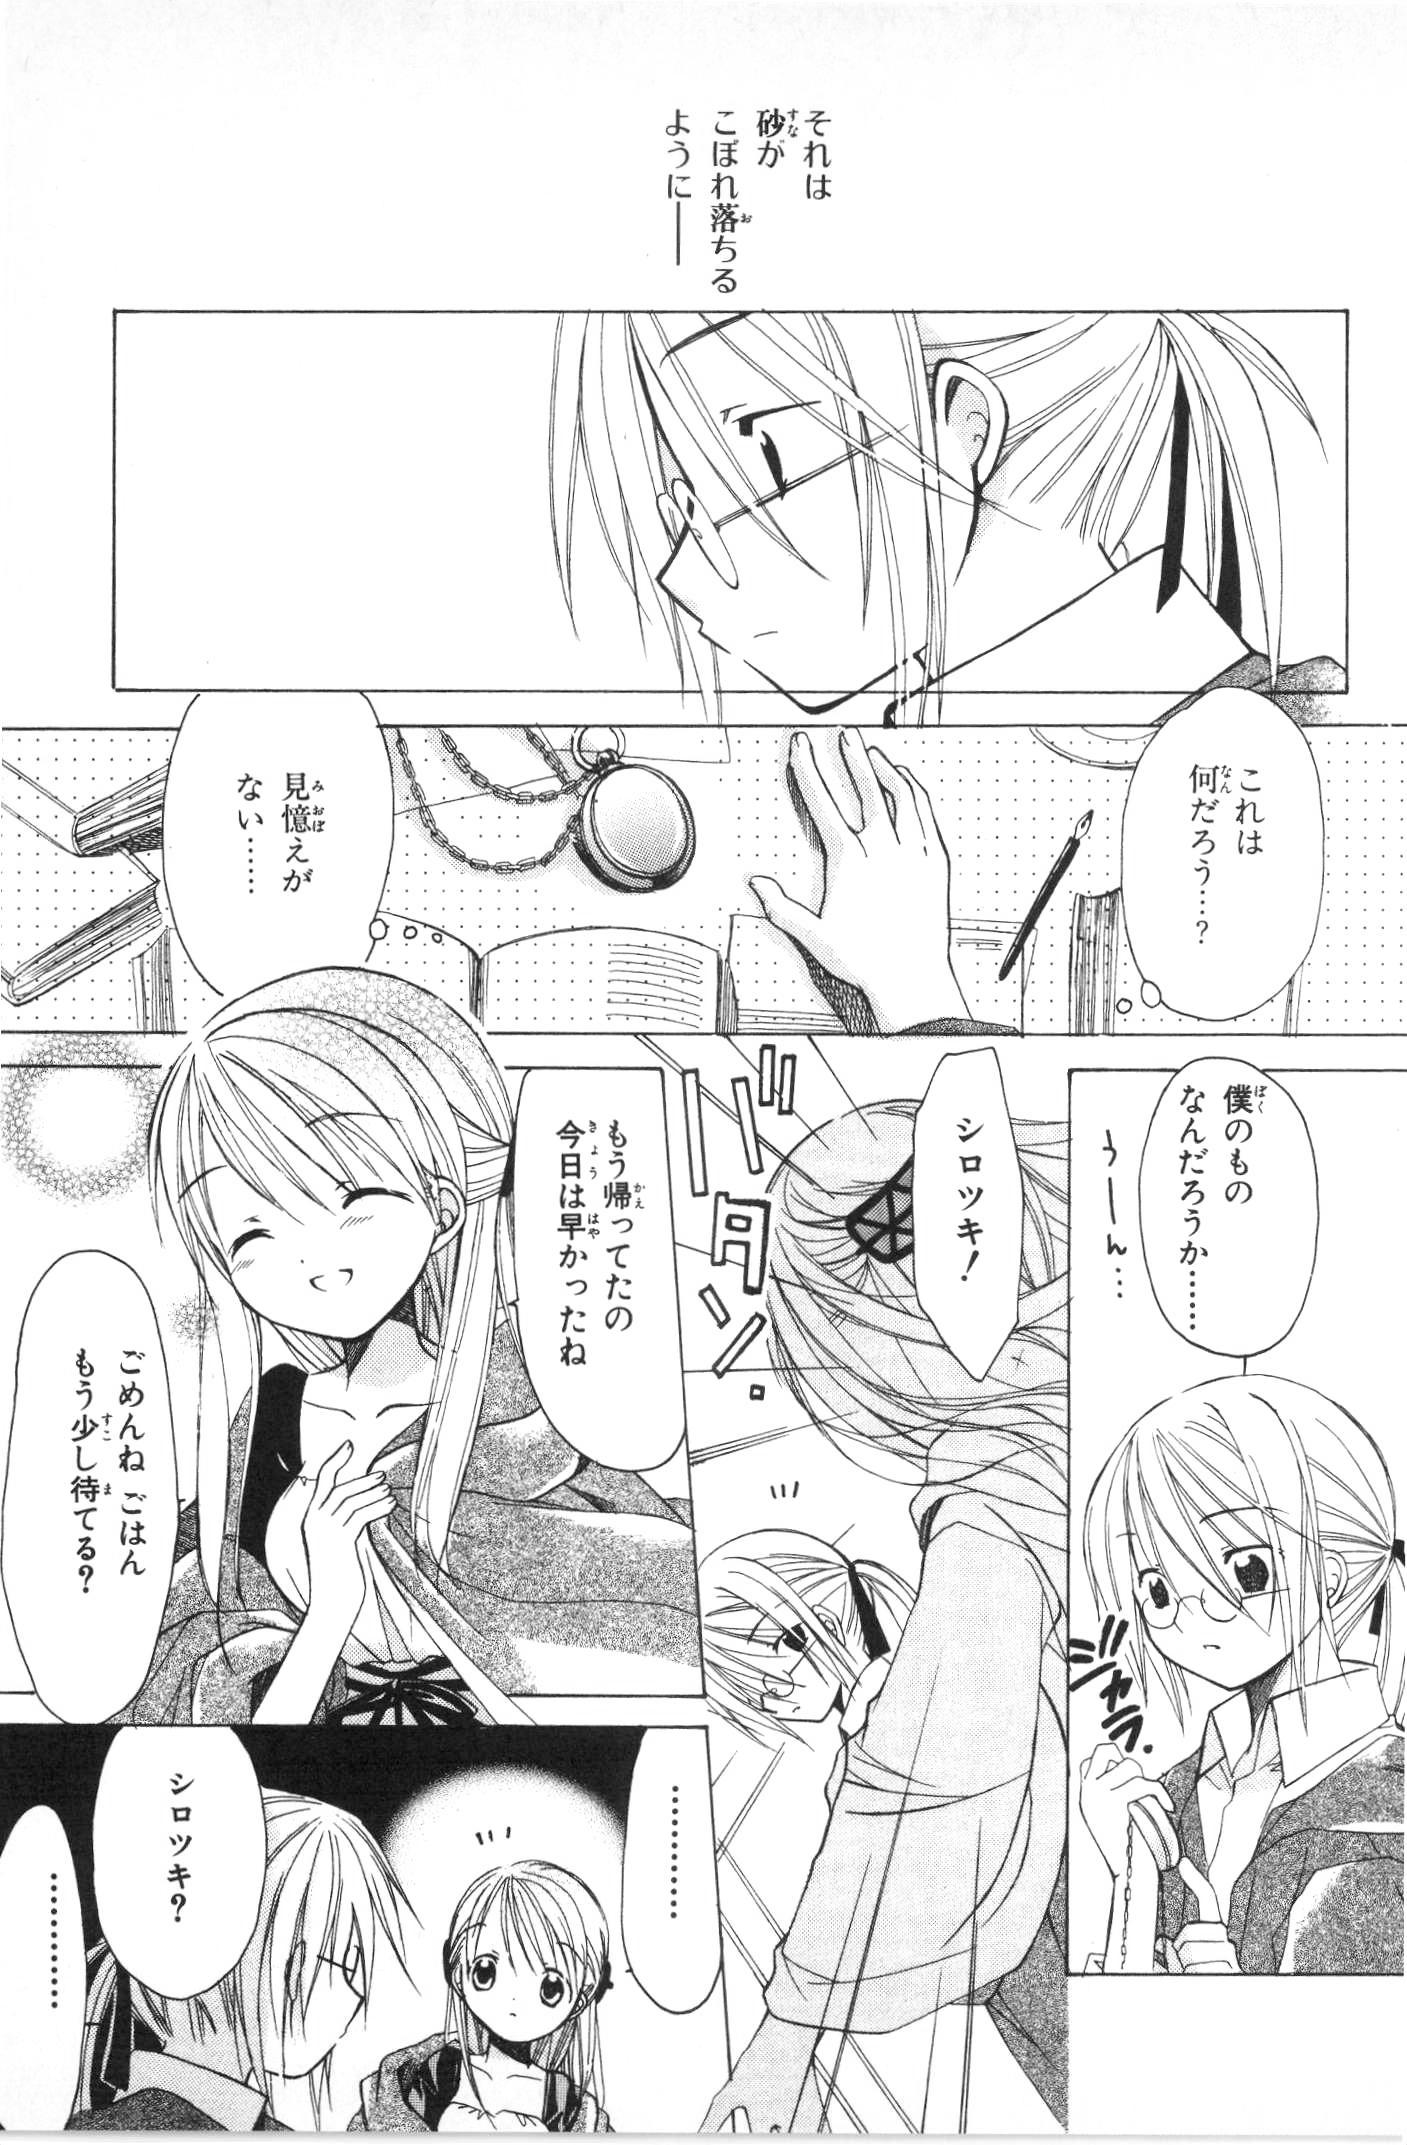 それは
砂が
こぼれ落ちる
ように――
これは
何だろう…?
見憶えが
ない……
僕のもの
なんだろうか……
うーん…
ジャラ
シロツキ!
バタン.
もう帰ってたの
今日は早かったね
ごめんね ごはん
もう少し待てる?
…………
シロツキ?
…………